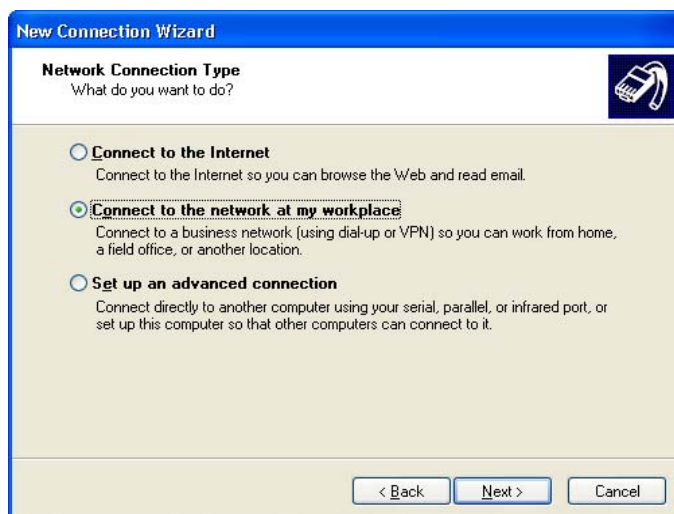 New Connection Wizard
Network Connection Type
What do you want to do?
Connect to the Internet
Connect to the Internet so you can browse the Web and read email.
Connect to the network at my workplace
Connect to a business network (using dial-up or VPN) so you can work from home,
a field office, or another location.
Set up an advanced connection
Connect directly to another computer using your serial, parallel, or infrared port, or
set up this computer so that other computers can connect to it.
< Back
Next >
Cancel